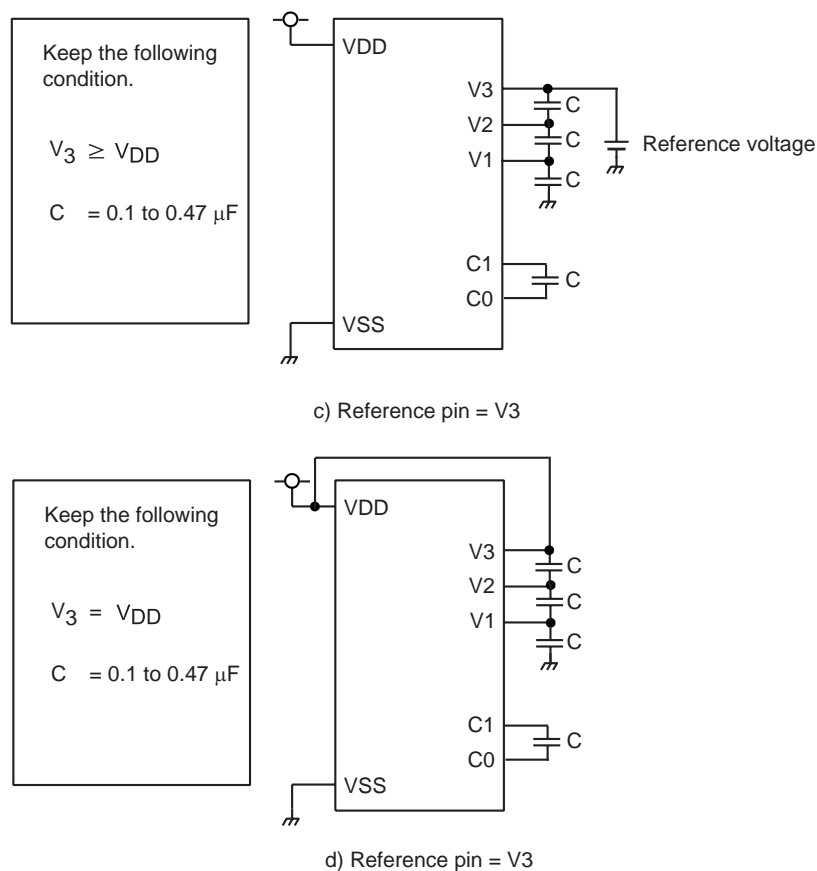 Keep the following
condition.
V3 ≥ VDD
C = 0.1 to 0.47 μF
VDD
V3
V2
V1
C1
C0
VSS
C
C
C
C
Reference voltage
c) Reference pin = V3
Keep the following
condition.
V3 = VDD
C = 0.1 to 0.47 μF
VDD
V3
V2
V1
C1
C0
VSS
C
C
C
C
d) Reference pin = V3